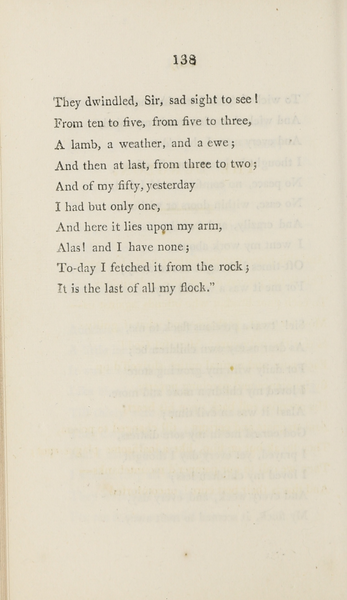 138
They dwindled, Sir, sad sight to see!
From ten to five, from five to three,
A lamb, a weather, and a ewe;
And then at last, from three to two;
And of my fifty, yesterday
I had but only one,
And here it lies upon my arm,
Alas! and I have none;
To-day I fetched it from the rock;
It is the last of all my flock."